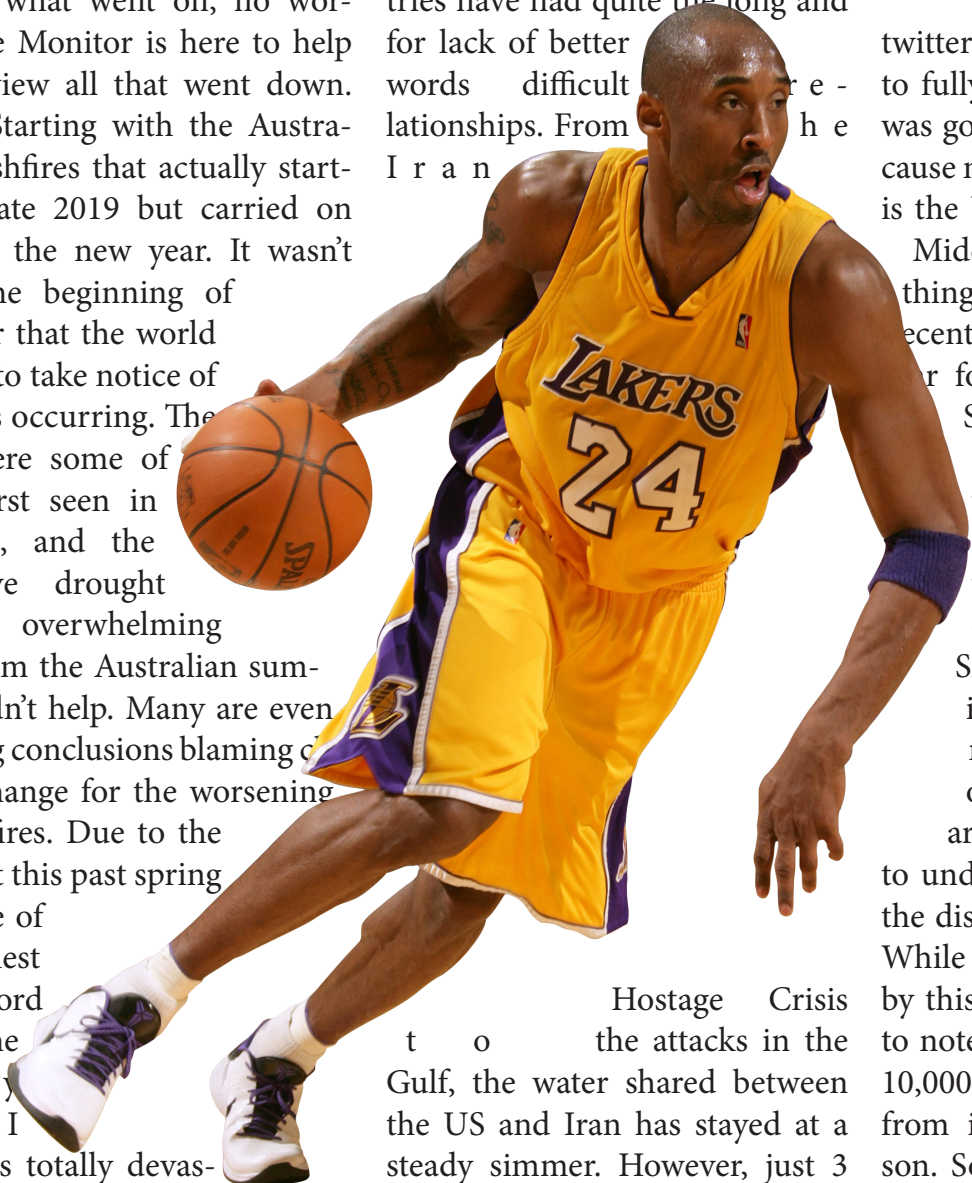 what went on, no wor-
Monitor is here to help
view all that went down.
Starting with the Austra-
shfires that actually start-
ate 2019 but carried on
the new year. It wasn't
beginning of
that the world
to take notice of
occurring. The
ere some of
rst seen in
, and the
drought
overwhelming
m the Australian sum-
dn't help. Many are even
conclusions blaming
hange for the worsening
ires. Due to the
this past spring
of
est
ord
I
totally devas-
tries have had quite the long and
for lack of better
words difficult re-
lationships. From he
Iran
LAKERS
24
SPAL
Hostage Crisis
to the attacks in the
Gulf, the water shared between
the US and Iran has stayed at a
steady simmer. However, just 3
twitter
to fully
was go
cause
is the
Midd
thing
ecent
r fo
S
S
i
ar
to und
the dis
While
by this
to note
10,000
from i
son. So